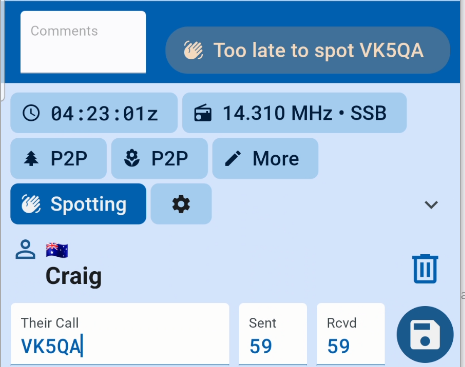 Comments
Too late to spot VK5QA
04:23:01z
14.310 MHz • SSB
P2P
P2P
More
Spotting
Craig
Their Call
Sent
Rcvd
VK5QA
59
59